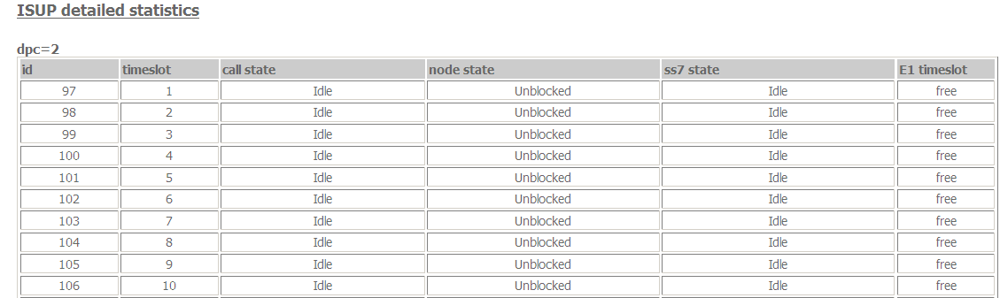 ISUP detailed statistics
dpc=2
id timeslot call state node state ss7 state E1 timeslot
97 1 Idle Unblocked Idle free
98 2 Idle Unblocked Idle free
99 3 Idle Unblocked Idle free
100 4 Idle Unblocked Idle free
101 5 Idle Unblocked Idle free
102 6 Idle Unblocked Idle free
103 7 Idle Unblocked Idle free
104 8 Idle Unblocked Idle free
105 9 Idle Unblocked Idle free
106 10 Idle Unblocked Idle free